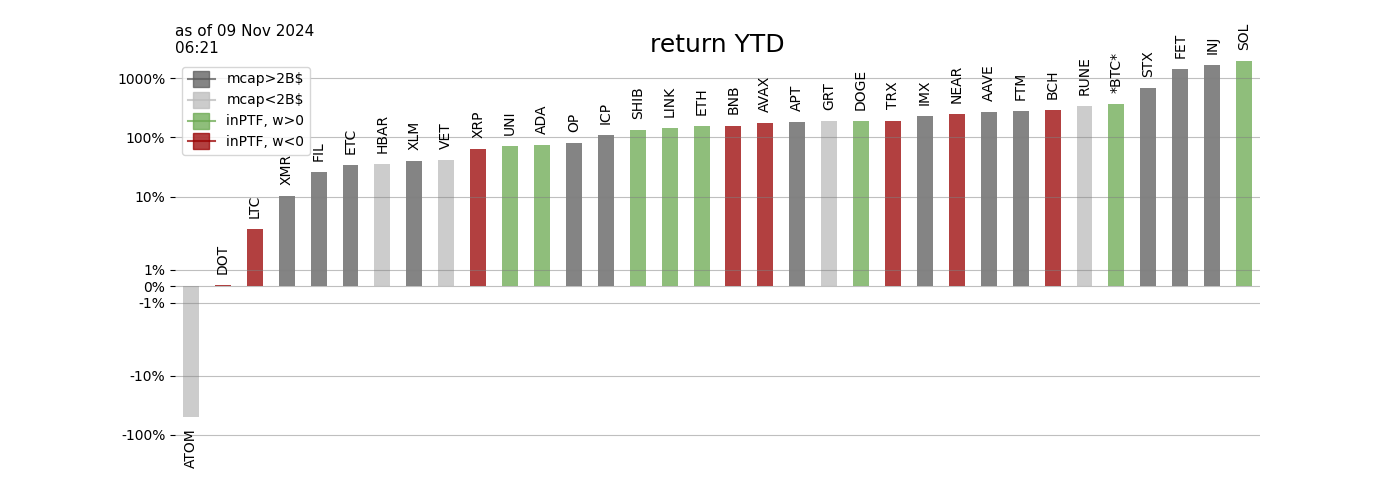 as of 09 Nov 2024
06:21
return YTD
mcap>2B$
mcap<2B$
inPTF, w>0
inPTF, w<0
1000%
100%
10%
1%
0%
-1%
-10%
-100%
ATOM
DOT
LTC
XMR
FIL
ETC
HBAR
XLM
VET
XRP
UNI
ADA
OP
ICP
SHIB
LINK
ETH
BNB
AVAX
APT
GRT
DOGE
TRX
IMX
NEAR
AAVE
FTM
BCH
RUNE
*BTC*
STX
FET
INJ
SOL